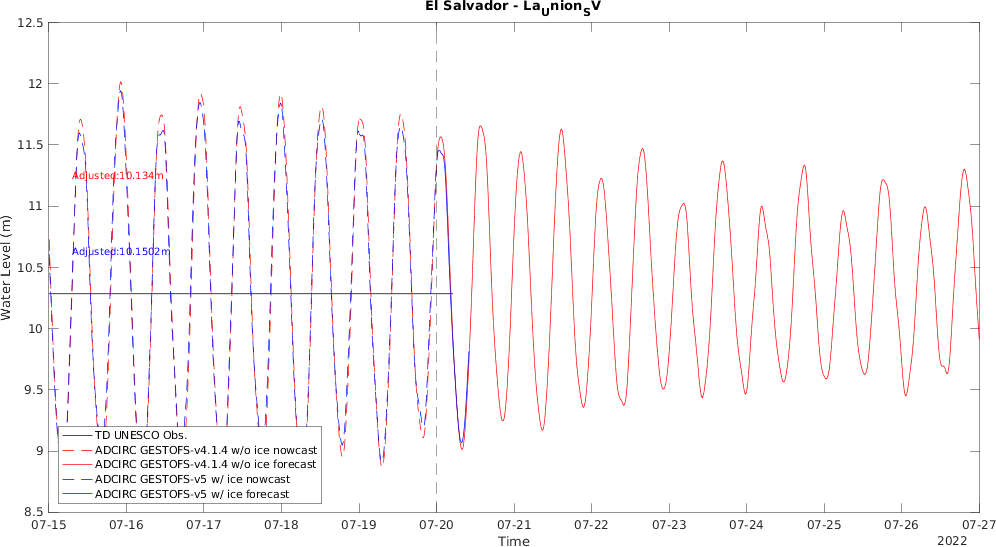 El Salvador - LaUnionSV
12.5
12
11.5
11
10.5
10
9.5
9
8.5
Water Level (m)
Adjusted:10.134m
Adjusted:10.1502m
TD UNESCO Obs.
ADCIRC GESTOFS-v4.1.4 w/o ice nowcast
ADCIRC GESTOFS-v4.1.4 w/o ice forecast
ADCIRC GESTOFS-v5 w/ ice nowcast
ADCIRC GESTOFS-v5 w/ ice forecast
07-15 07-16 07-17 07-18 07-19 07-20 07-21 07-22 07-23 07-24 07-25 07-26 07-27
Time
2022